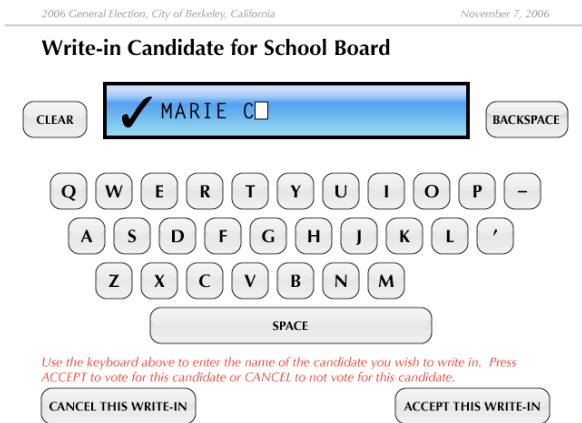 2006 General Election, City of Berkeley, California November 7, 2006
Write-in Candidate for School Board
CLEAR ✓ MARIE C BACKSPACE
Q W E R T Y U I O P –
A S D F G H J K L ′
Z X C V B N M
SPACE
Use the keyboard above to enter the name of the candidate you wish to write in. Press
ACCEPT to vote for this candidate or CANCEL to not vote for this candidate.
CANCEL THIS WRITE-IN ACCEPT THIS WRITE-IN